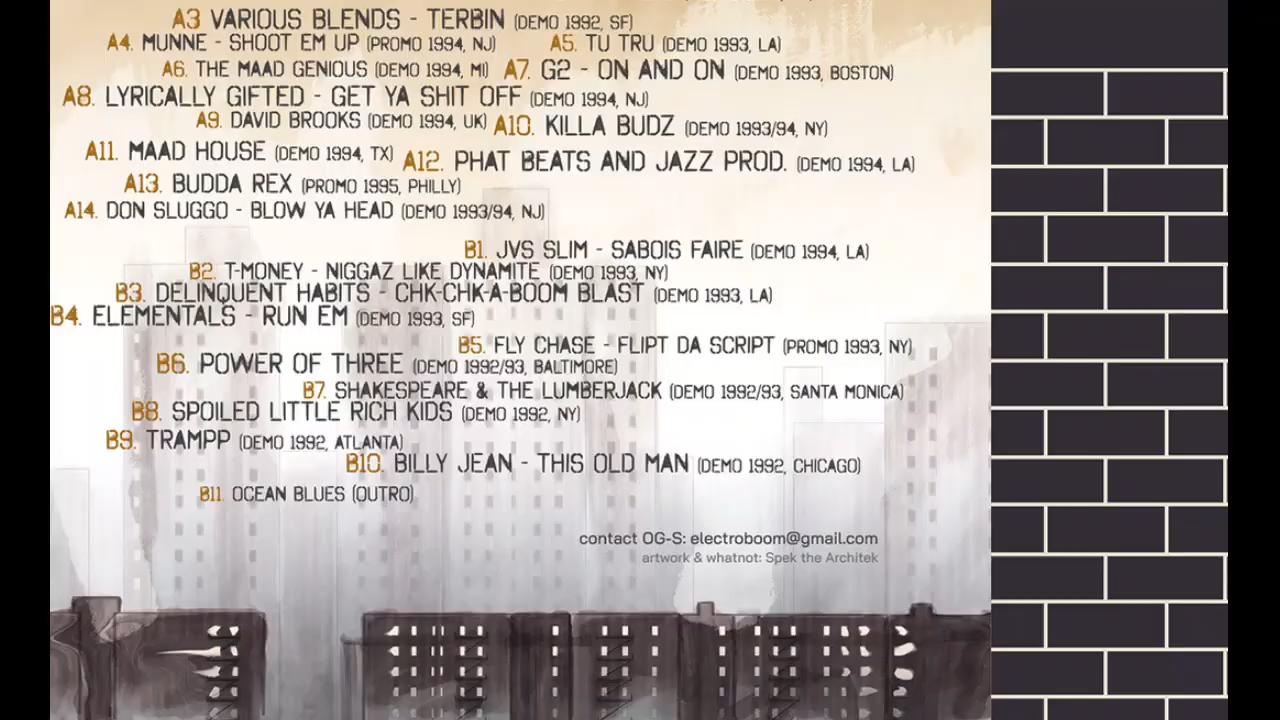 A3 VARIOUS BLENDS - TERBIN (DEMO 1992, SF)
A4. MUNNE - SHOOT EM UP (PROMO 1994, NJ) A5. TU TRU (DEMO 1993, LA)
A6. THE MAAD GENIOUS (DEMO 1994, MI) A7. G2 - ON AND ON (DEMO 1993, BOSTON)
A8. LYRICALLY GIFTED - GET YA SHIT OFF (DEMO 1994, NJ)
A9. DAVID BROOKS (DEMO 1994, UK) A10. KILLA BUDZ (DEMO 1993/94, NY)
A11. MAAD HOUSE (DEMO 1994, TX) A12. PHAT BEATS AND JAZZ PROD. (DEMO 1994, LA)
A13. BUDDA REX (PROMO 1995, PHILLY)
A14. DON SLUGGO - BLOW YA HEAD (DEMO 1993/94, NJ)
B1. JVS SLIM - SABOIS FAIRE (DEMO 1994, LA)
B2. T-MONEY - NIGGAZ LIKE DYNAMITE (DEMO 1993, NY)
B3. DELINQUENT HABITS - CHK-CHK-A-BOOM BLAST (DEMO 1993, LA)
B4. ELEMENTALS - RUN EM (DEMO 1993, SF)
B5. FLY CHASE - FLIPT DA SCRIPT (PROMO 1993, NY)
B6. POWER OF THREE (DEMO 1992/93, BALTIMORE)
B7. SHAKESPEARE & THE LUMBERJACK (DEMO 1992/93, SANTA MONICA)
B8. SPOILED LITTLE RICH KIDS (DEMO 1992, NY)
B9. TRAMPP (DEMO 1992, ATLANTA)
B10. BILLY JEAN - THIS OLD MAN (DEMO 1992, CHICAGO)
B11. OCEAN BLUES (OUTRO)
contact OG-S: electroboom@gmail.com
artwork & whatnot: Spek the Architek